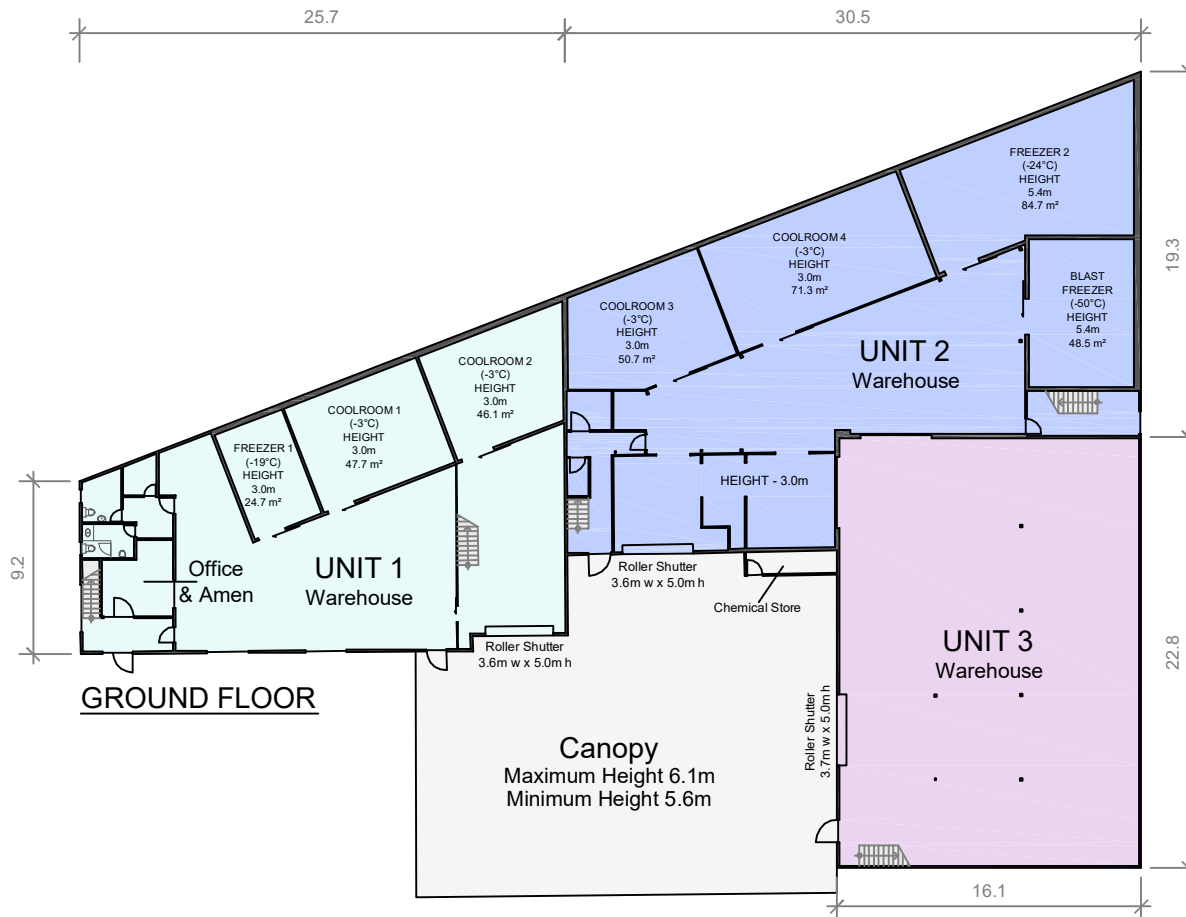 25.7
30.5
FREEZER 2
(-24°C)
HEIGHT
5.4m
84.7 m²
19.3
COOLROOM 4
(-3°C)
HEIGHT
3.0m
71.3 m²
BLAST
FREEZER
(-50°C)
HEIGHT
5.4m
48.5 m²
COOLROOM 3
(-3°C)
HEIGHT
3.0m
50.7 m²
UNIT 2
Warehouse
COOLROOM 2
(-3°C)
HEIGHT
3.0m
46.1 m²
COOLROOM 1
(-3°C)
HEIGHT
3.0m
47.7 m²
FREEZER 1
(-19°C)
HEIGHT
3.0m
24.7 m²
HEIGHT - 3.0m
9.2
Office
& Amen
UNIT 1
Warehouse
Roller Shutter
3.6m w x 5.0m h
Chemical Store
Roller Shutter
3.6m w x 5.0m h
UNIT 3
Warehouse
22.8
GROUND FLOOR
Roller Shutter
3.7m w x 5.0m h
Canopy
Maximum Height 6.1m
Minimum Height 5.6m
16.1